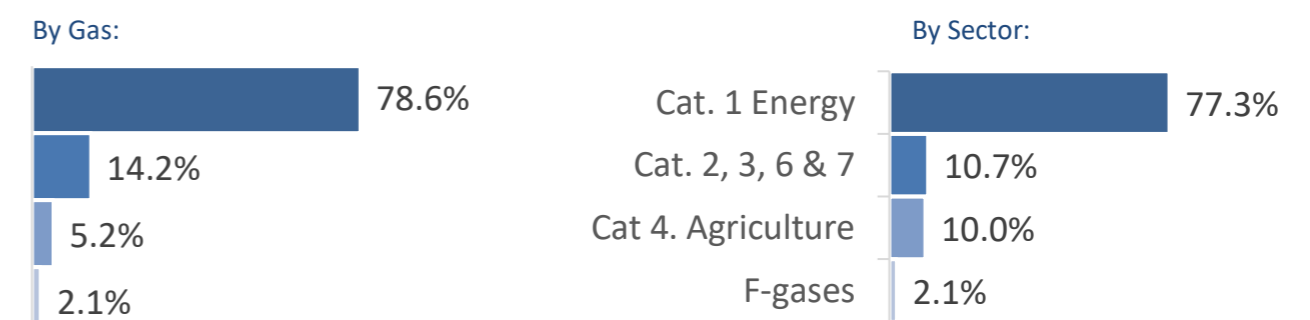 By Gas:
78.6%
14.2%
5.2%
2.1%
By Sector:
Cat. 1 Energy 77.3%
Cat. 2, 3, 6 & 7 10.7%
Cat 4. Agriculture 10.0%
F-gases 2.1%